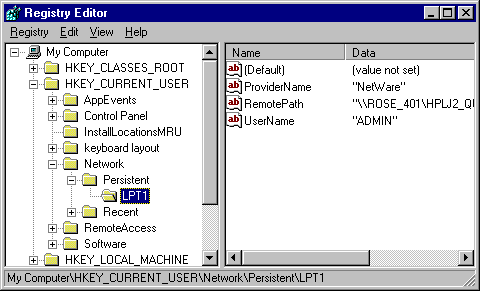 Registry Editor
Registry Edit View Help
My Computer
HKEY_CLASSES_ROOT
HKEY_CURRENT_USER
AppEvents
Control Panel
InstallLocationsMRU
keyboard layout
Network
Persistent
LPT1
Recent
RemoteAccess
Software
HKEY_LOCAL_MACHINE
Name Data
(Default) (value not set)
ProviderName "NetWare"
RemotePath "\\ROSE_401\HPLJ2_QU
UserName "ADMIN"
My Computer\HKEY_CURRENT_USER\Network\Persistent\LPT1